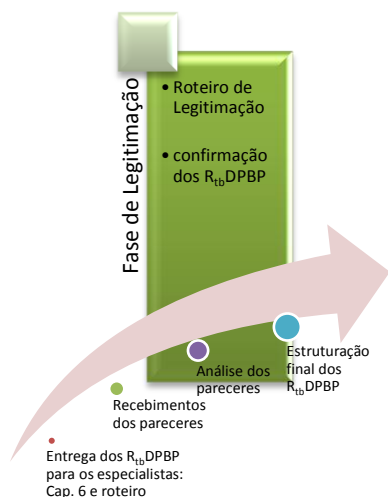 Fase de Legitimação
• Roteiro de
Legitimação
• confirmação
dos RtbDPBP
Estruturação
final dos
RtbDPBP
Análise dos
pareceres
Recebimentos
dos pareceres
Entrega dos RtbDPBP
para os especialistas:
Cap. 6 e roteiro